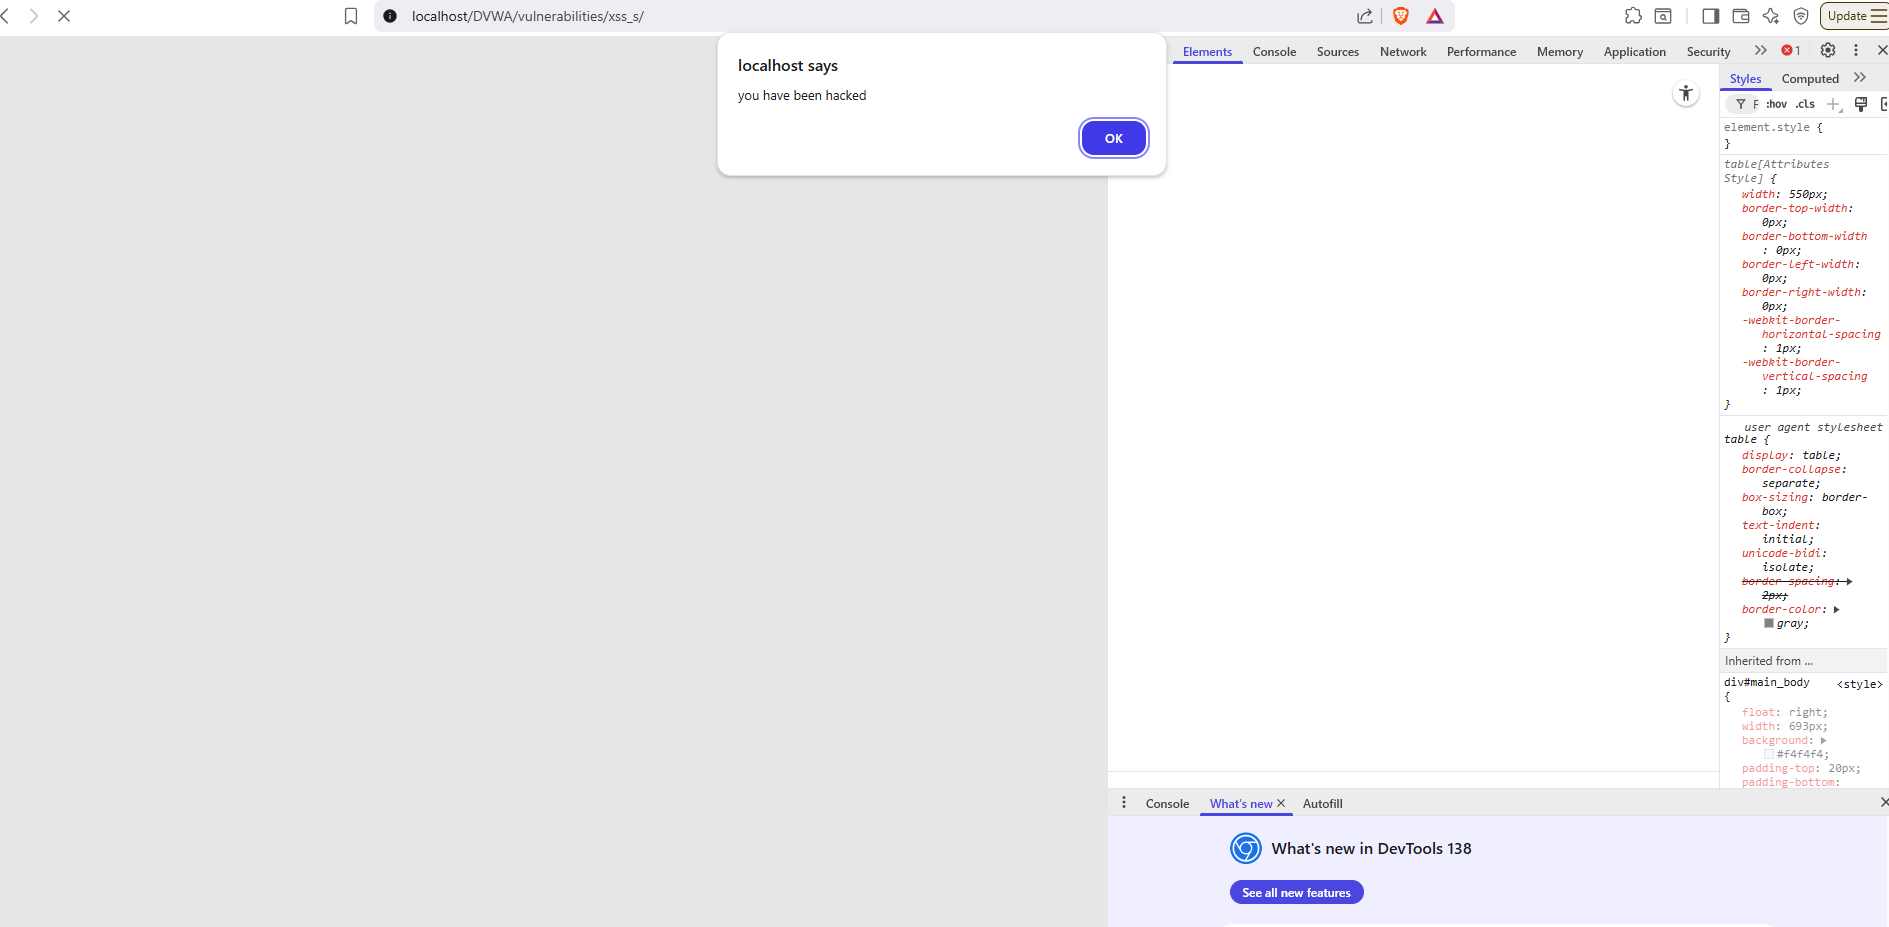 localhost/DVWA/vulnerabilities/xss_s/
Update
localhost says
you have been hacked
OK
Elements Console Sources Network Performance Memory Application Security 1
Styles Computed
F :hov .cls
element.style {
}
table[Attributes
Style] {
width: 550px;
border-top-width:
0px;
border-bottom-width
: 0px;
border-left-width:
0px;
border-right-width:
0px;
-webkit-border-
horizontal-spacing
: 1px;
-webkit-border-
vertical-spacing
: 1px;
}
user agent stylesheet
table {
display: table;
border-collapse:
separate;
box-sizing: border-
box;
text-indent:
initial;
unicode-bidi:
isolate;
border-spacing:
2px;
border-color:
gray;
}
Inherited from ...
div#main_body <style>
{
float: right;
width: 693px;
background:
#f4f4f4;
padding-top: 20px;
padding-bottom:
Console What's new Autofill
What's new in DevTools 138
See all new features